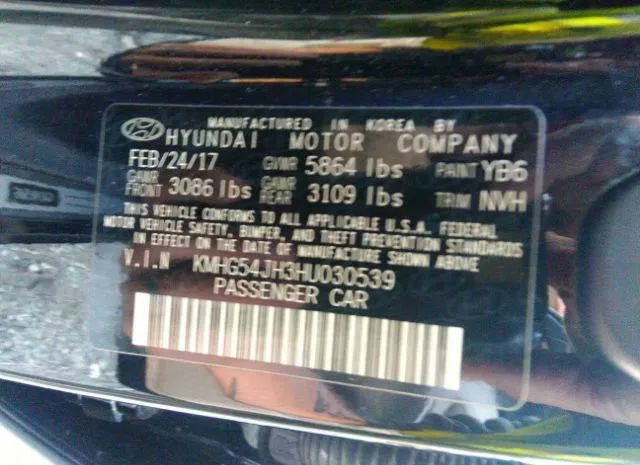 MANUFACTURED IN KOREA BY
HYUNDAI MOTOR COMPANY
FEB/24/17 GVWR 5864 lbs PAINT YB6
GAWR FRONT 3086 lbs GAWR REAR 3109 lbs TRIM NVH
THIS VEHICLE CONFORMS TO ALL APPLICABLE U.S.A. FEDERAL
MOTOR VEHICLE SAFETY, BUMPER, AND THEFT PREVENTION STANDARDS
IN EFFECT ON THE DATE OF MANUFACTURE SHOWN ABOVE.
V.I.N KMHG54JH3HU030539
PASSENGER CAR